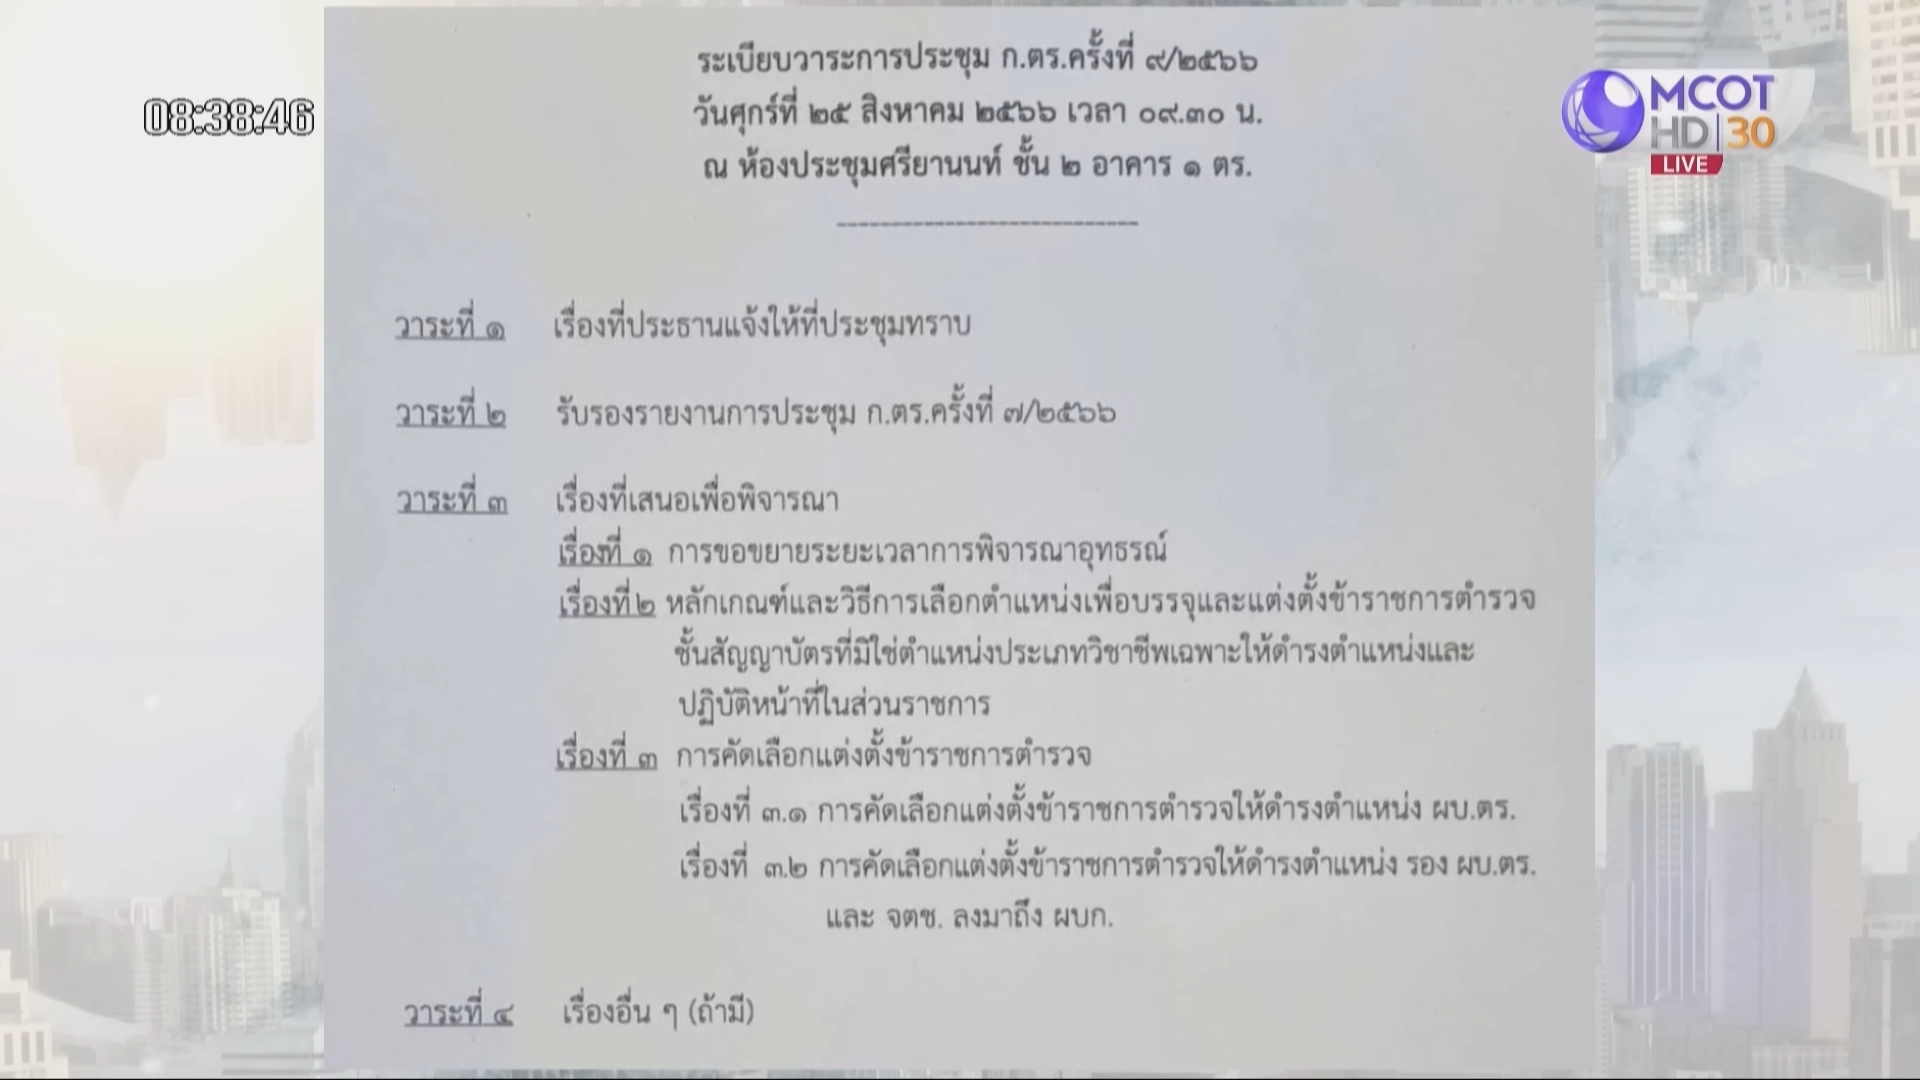 ระเบียบวาระการประชุม ก.ตร.ครั้งที่ ๙/๒๕๖๖
วันศุกร์ที่ ๒๕ สิงหาคม ๒๕๖๖ เวลา ๐๙.๓๐ น.
ณ ห้องประชุมศรียานนท์ ชั้น ๒ อาคาร ๑ ตร.
08:38:46
MCOT
HD 30
LIVE
วาระที่ ๑ เรื่องที่ประธานแจ้งให้ที่ประชุมทราบ
วาระที่ ๒ รับรองรายงานการประชุม ก.ตร.ครั้งที่ ๗/๒๕๖๖
วาระที่ ๓ เรื่องที่เสนอเพื่อพิจารณา
เรื่องที่ ๑ การขอขยายระยะเวลาการพิจารณาอุทธรณ์
เรื่องที่ ๒ หลักเกณฑ์และวิธีการเลือกตำแหน่งเพื่อบรรจุและแต่งตั้งข้าราชการตำรวจ
ชั้นสัญญาบัตรที่มิใช่ตำแหน่งประเภทวิชาชีพเฉพาะให้ดำรงตำแหน่งและ
ปฏิบัติหน้าที่ในส่วนราชการ
เรื่องที่ ๓ การคัดเลือกแต่งตั้งข้าราชการตำรวจ
เรื่องที่ ๓.๑ การคัดเลือกแต่งตั้งข้าราชการตำรวจให้ดำรงตำแหน่ง ผบ.ตร.
เรื่องที่ ๓.๒ การคัดเลือกแต่งตั้งข้าราชการตำรวจให้ดำรงตำแหน่ง รอง ผบ.ตร.
และ จตช. ลงมาถึง ผบก.
วาระที่ ๔ เรื่องอื่น ๆ (ถ้ามี)